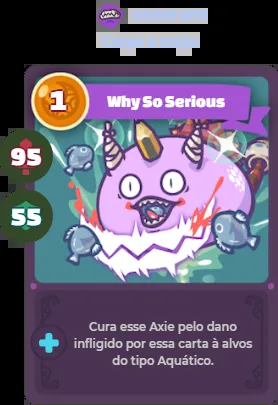 1
Why So Serious
95
55
Cura esse Axie pelo dano
infligido por essa carta à alvos
do tipo Aquático.